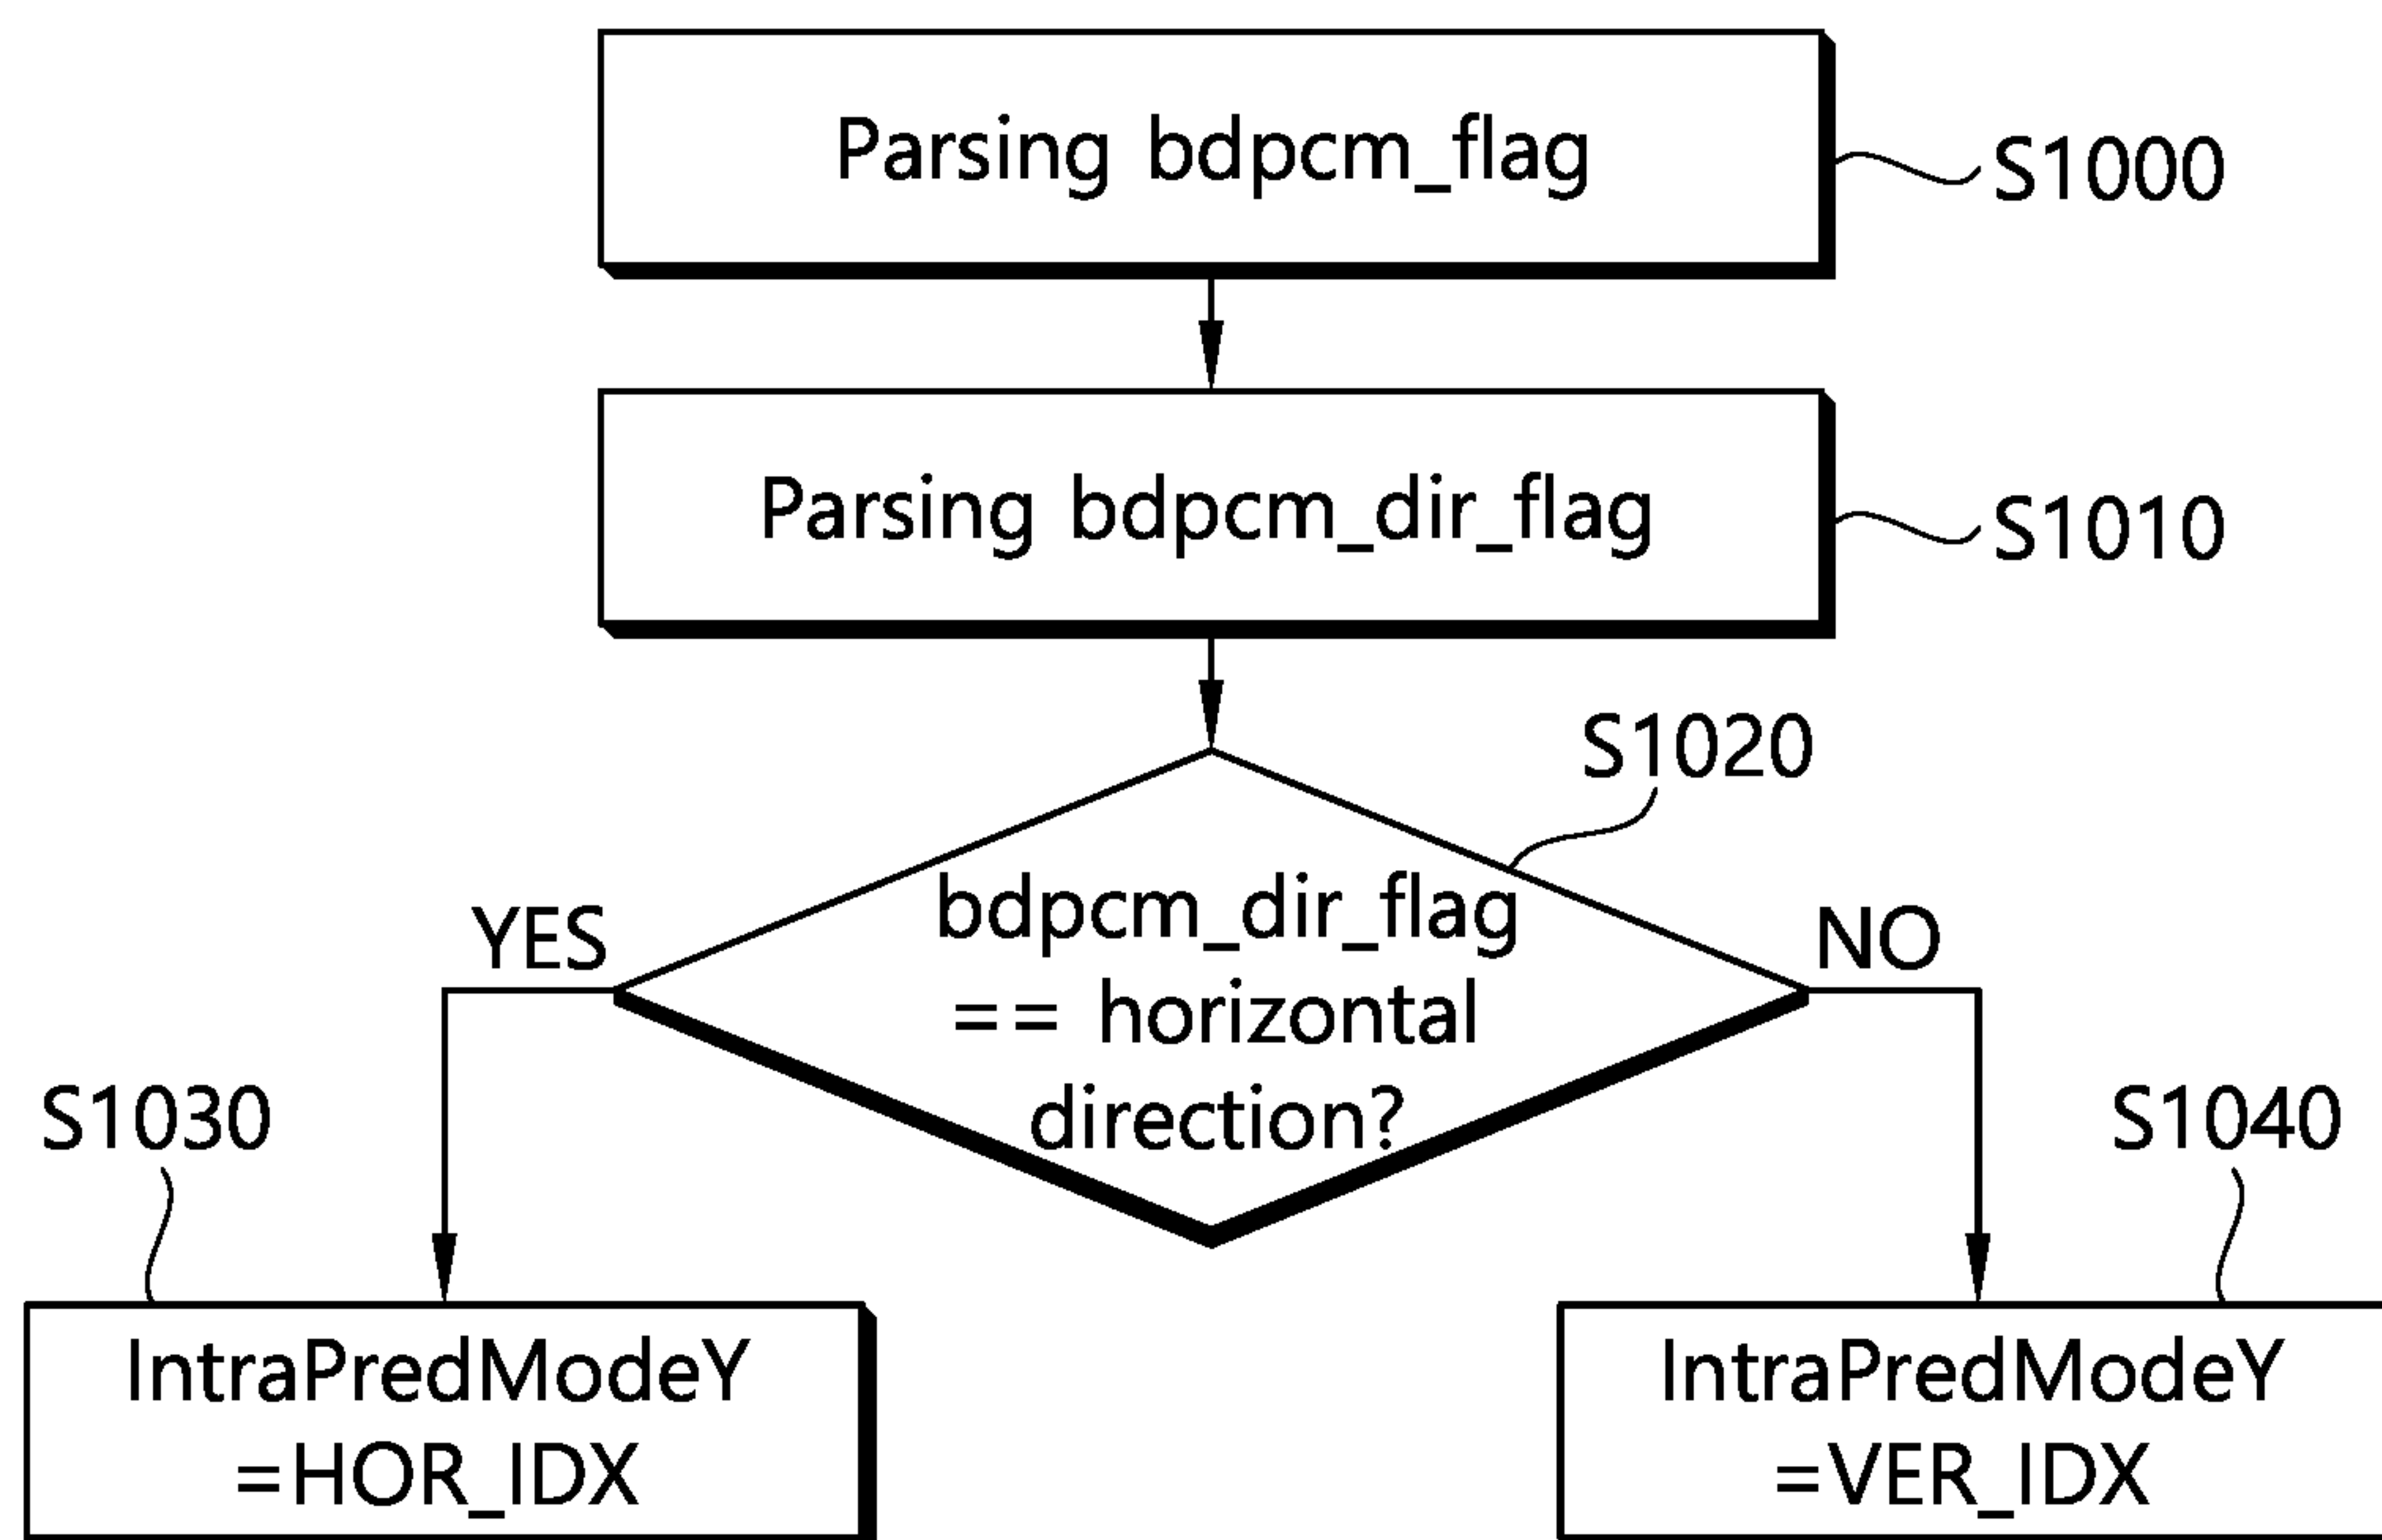 Parsing bdpcm_flag
S1000
Parsing bdpcm_dir_flag
S1010
S1020
bdpcm_dir_flag
== horizontal
direction?
YES
NO
S1030
S1040
IntraPredModeY
=HOR_IDX
IntraPredModeY
=VER_IDX